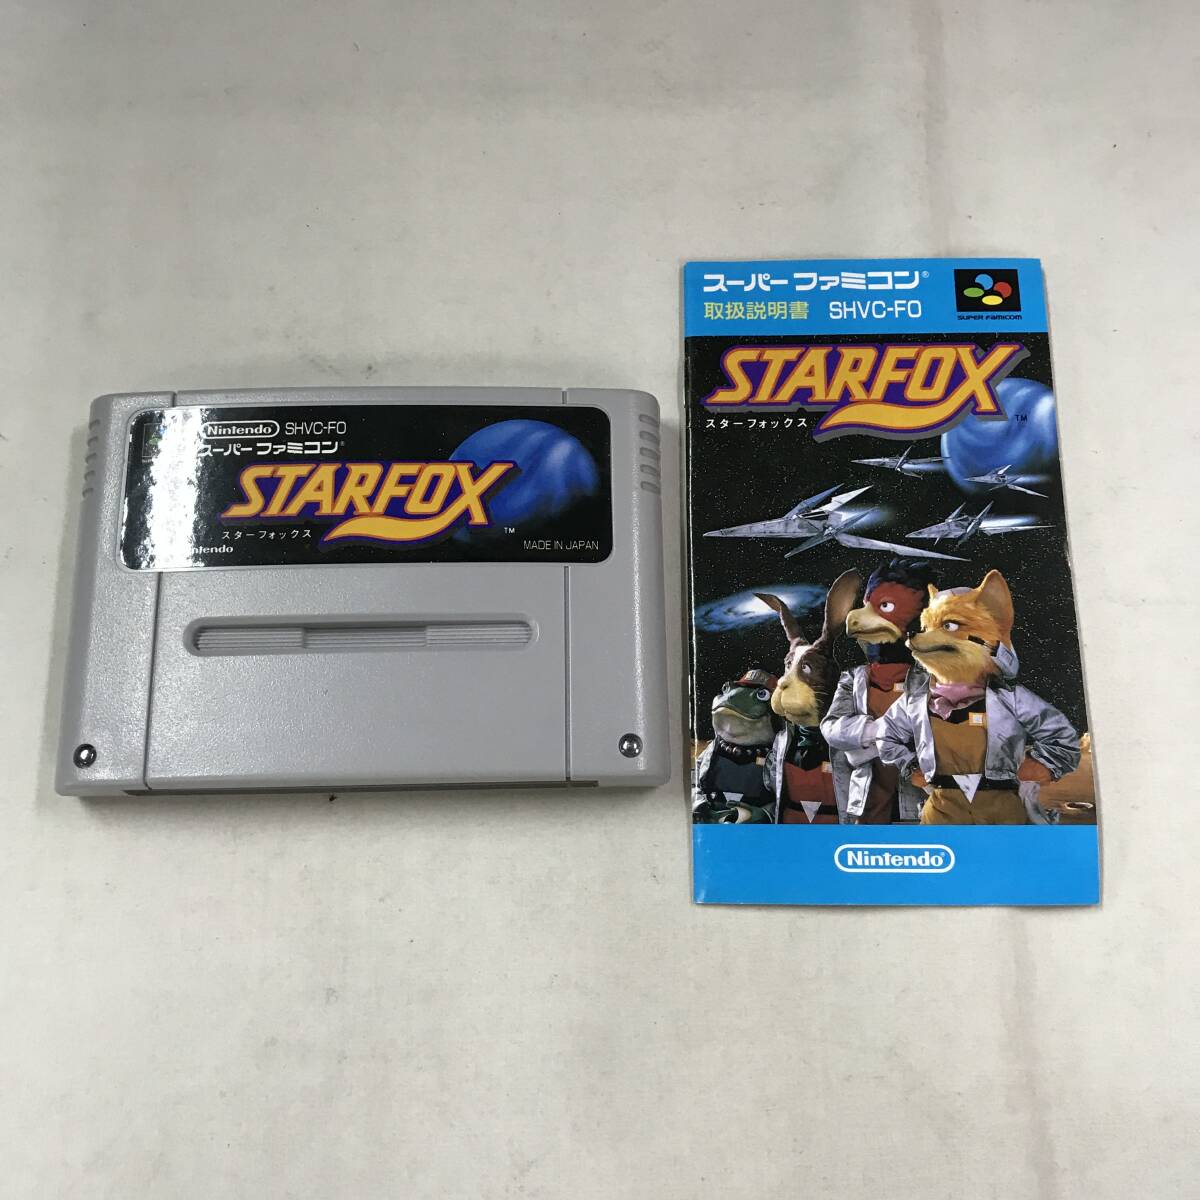 Nintendo SHVC-FO
スーパーファミコン®
STARFOX
TM
スターフォックス
MADE IN JAPAN
スーパーファミコン®
取扱説明書 SHVC-FO
SUPER FAMICOM
STARFOX
TM
スターフォックス
Nintendo®